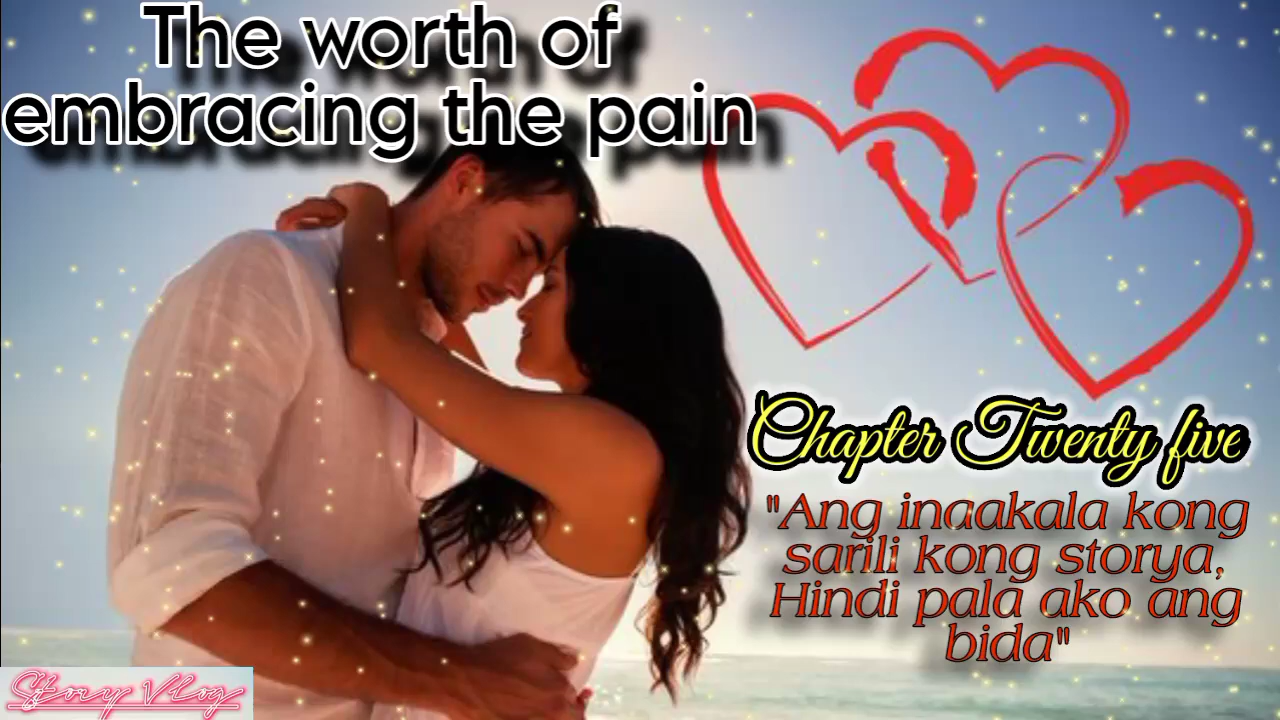 The worth of
embracing the pain
Chapter Twenty five
"Ang inaakala kong
sarili kong storya,
Hindi pala ako ang
bida"
Story Vlog